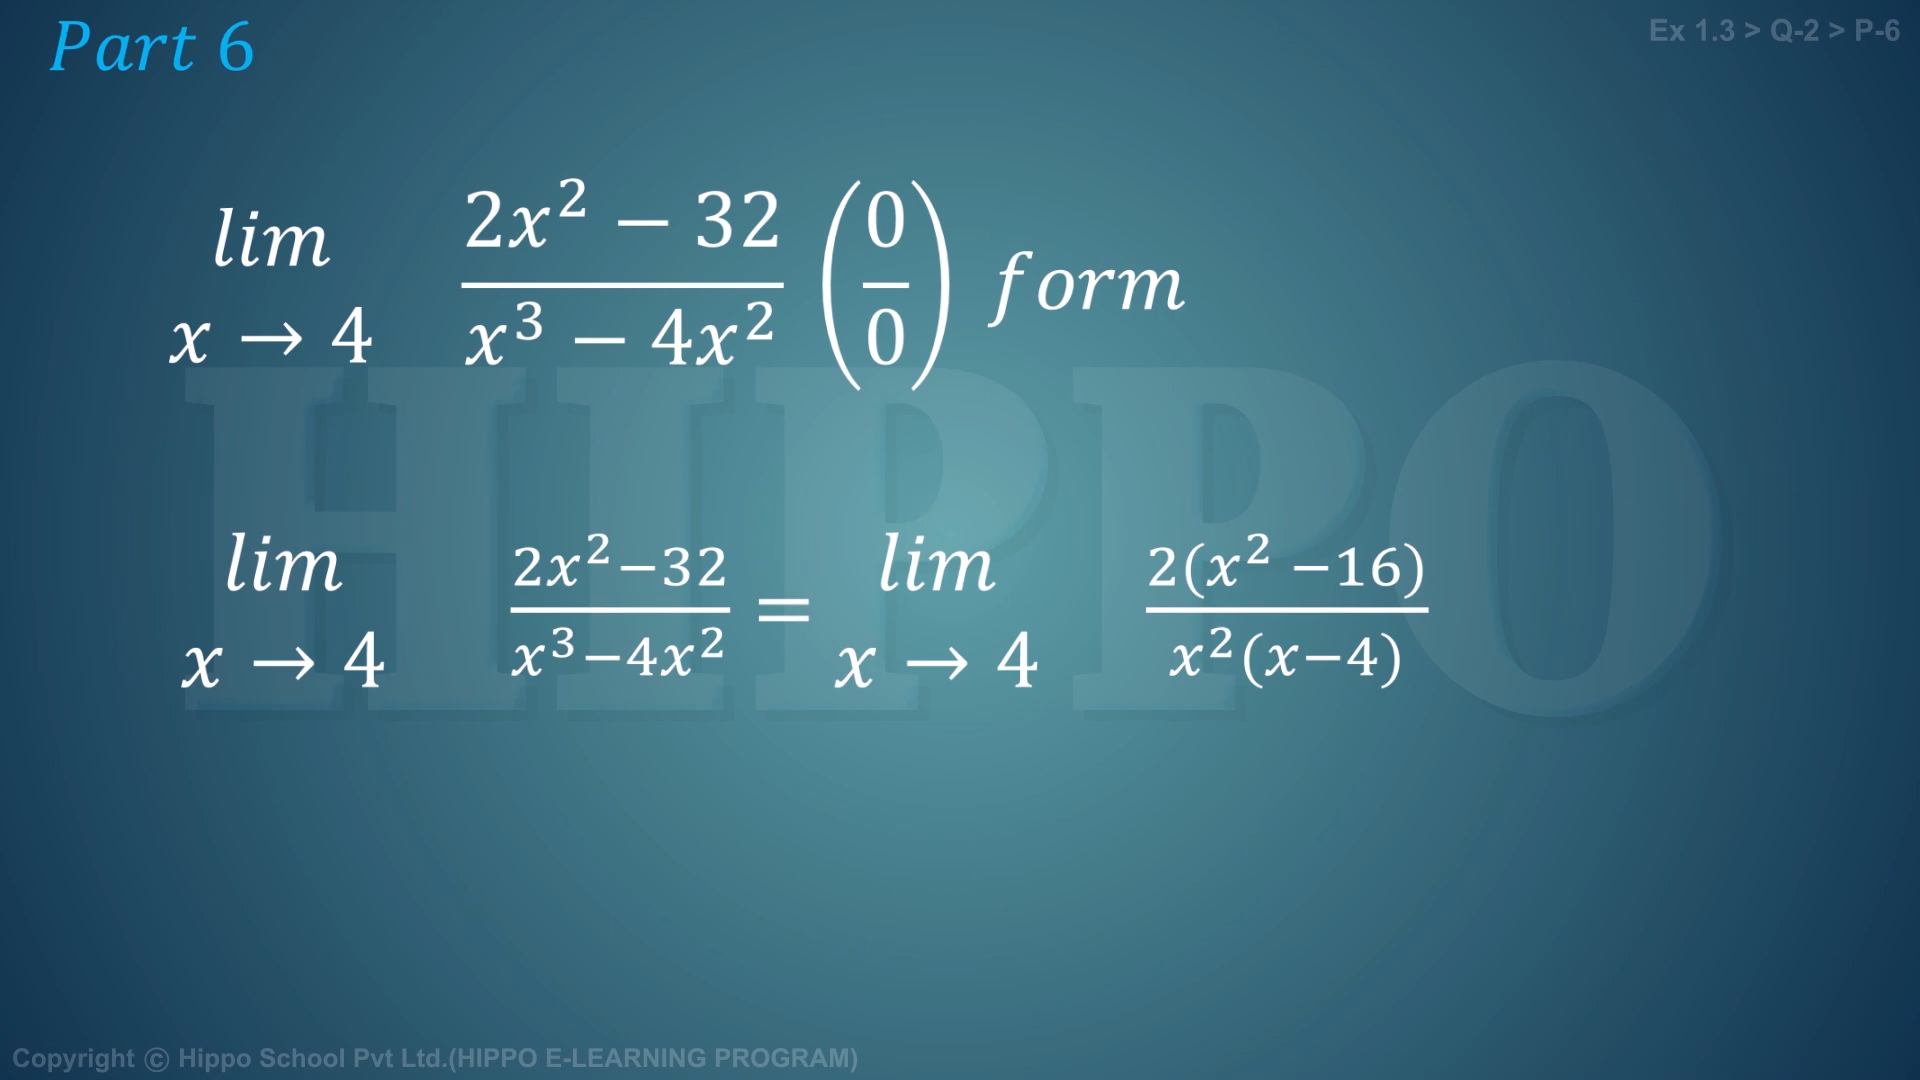 Part 6
Ex 1.3 > Q-2 > P-6
lim x → 4 2x² − 32 / x³ − 4x² (0/0) form
HIPPO
lim x → 4 2x²−32 / x³−4x² = lim x → 4 2(x² −16) / x²(x−4)
Copyright © Hippo School Pvt Ltd.(HIPPO E-LEARNING PROGRAM)